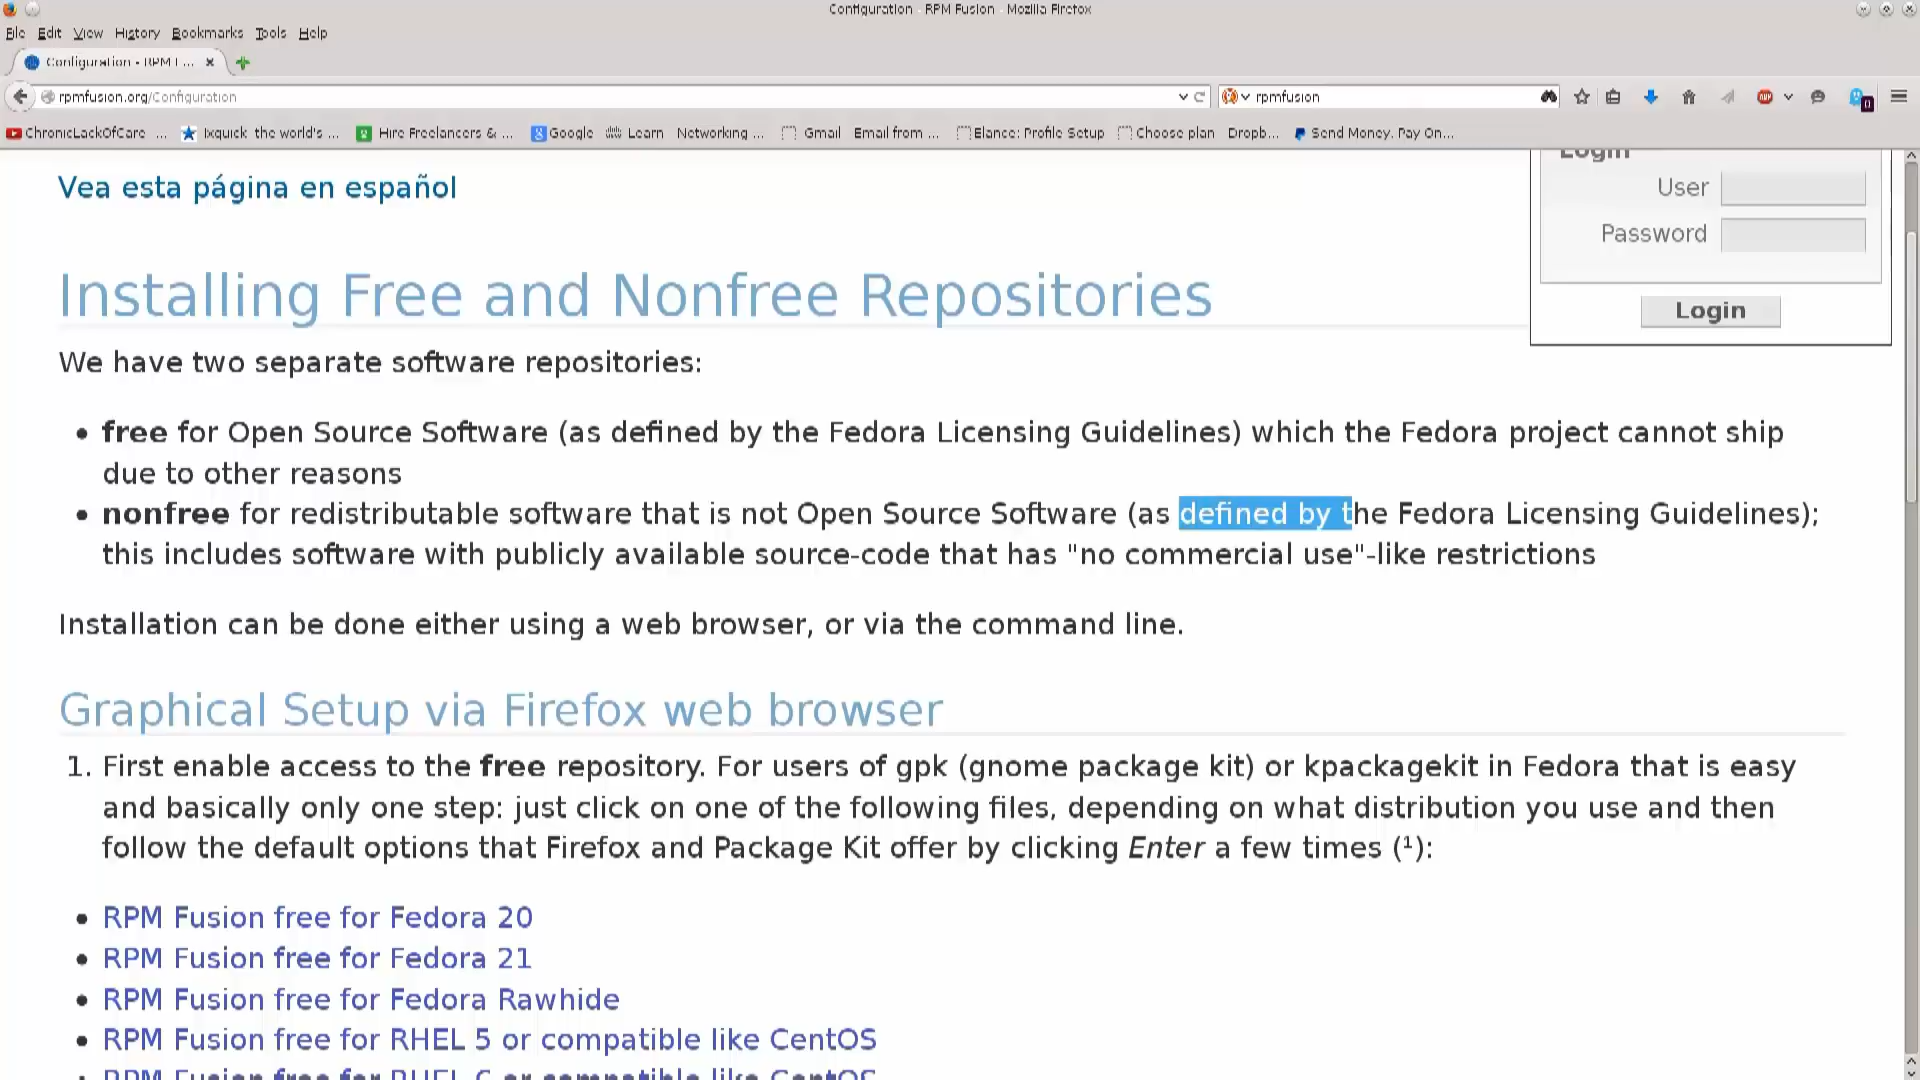 Configuration - RPM Fusion - Mozilla Firefox
File Edit View History Bookmarks Tools Help
Configuration - RPM F...
rpmfusion.org/Configuration
rpmfusion
ChronicLackOfCare ...
Ixquick the world's ...
Hire Freelancers & ...
Google
Learn Networking ...
Gmail
Email from ...
Elance: Profile Setup
Choose plan Dropb...
Send Money, Pay On...
Login
User
Password
Login
Vea esta página en español
Installing Free and Nonfree Repositories
We have two separate software repositories:
• free for Open Source Software (as defined by the Fedora Licensing Guidelines) which the Fedora project cannot ship
due to other reasons
• nonfree for redistributable software that is not Open Source Software (as defined by the Fedora Licensing Guidelines);
this includes software with publicly available source-code that has "no commercial use"-like restrictions
Installation can be done either using a web browser, or via the command line.
Graphical Setup via Firefox web browser
1. First enable access to the free repository. For users of gpk (gnome package kit) or kpackagekit in Fedora that is easy
and basically only one step: just click on one of the following files, depending on what distribution you use and then
follow the default options that Firefox and Package Kit offer by clicking Enter a few times (¹):
• RPM Fusion free for Fedora 20
• RPM Fusion free for Fedora 21
• RPM Fusion free for Fedora Rawhide
• RPM Fusion free for RHEL 5 or compatible like CentOS
• RPM Fusion free for RHEL 6 or compatible like CentOS